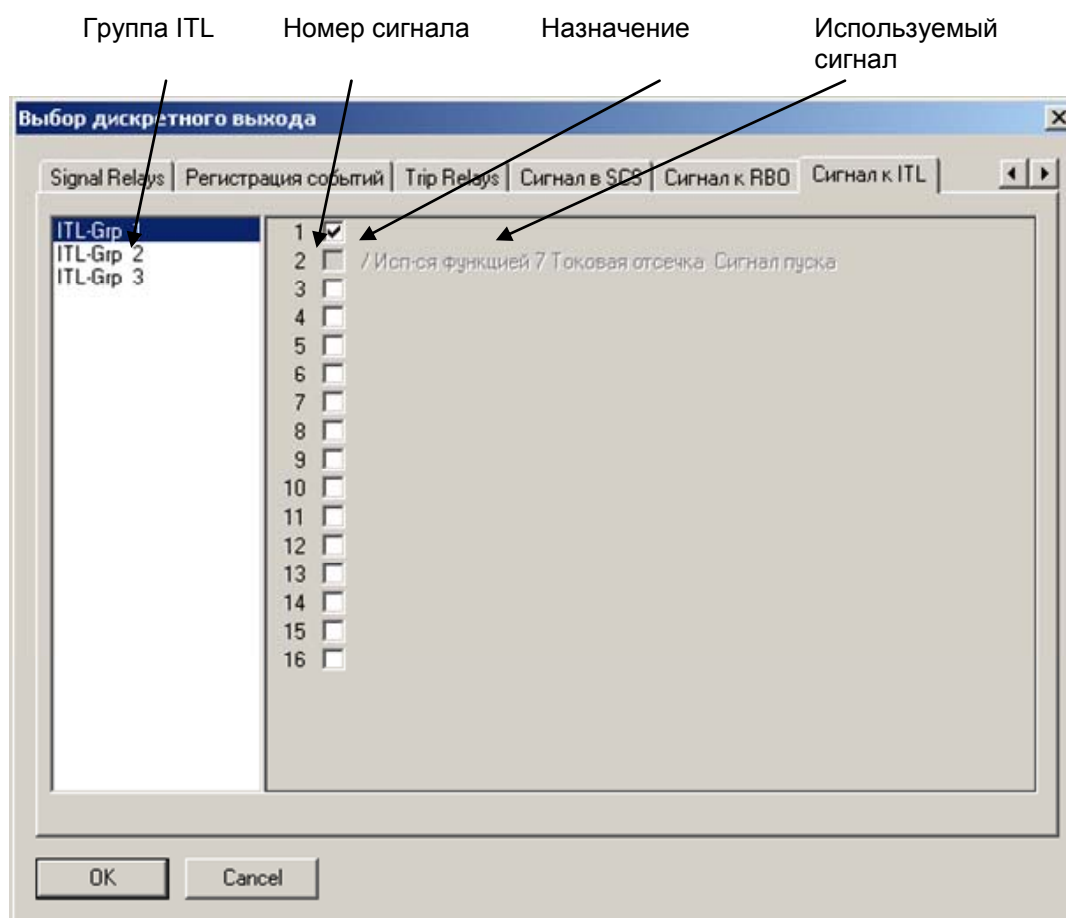 Группа ITL Номер сигнала Назначение Используемый
сигнал
Выбор дискретного выхода
Signal Relays Регистрация событий Trip Relays Сигнал в SCS Сигнал к RBO Сигнал к ITL
ITL-Grp 1
ITL-Grp 2
ITL-Grp 3
1
2 / Исп-ся функцией 7 Токовая отсечка Сигнал пуска
3
4
5
6
7
8
9
10
11
12
13
14
15
16
OK Cancel